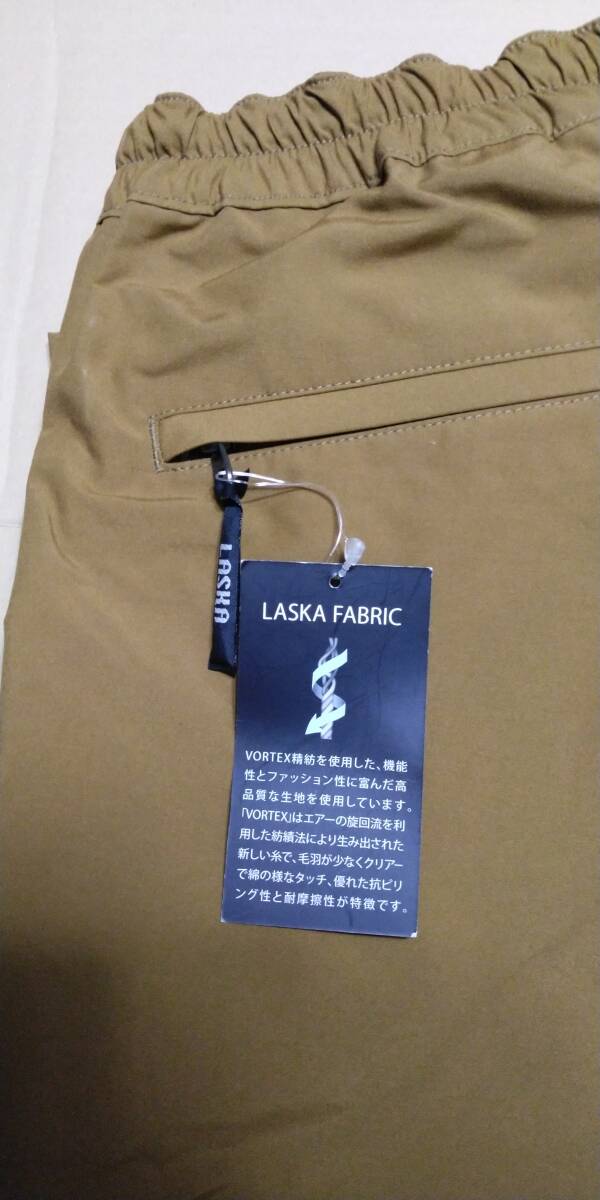 LASKA
LASKA FABRIC
VORTEX精紡を使用した、機能
性とファッション性に富んだ高
品質な生地を使用しています。
「VORTEX」はエアーの旋回流を利
用した紡績法により生み出された
新しい糸で、毛羽が少なくクリアー
で綿の様なタッチ、優れた抗ピリ
ング性と耐摩擦性が特徴です。